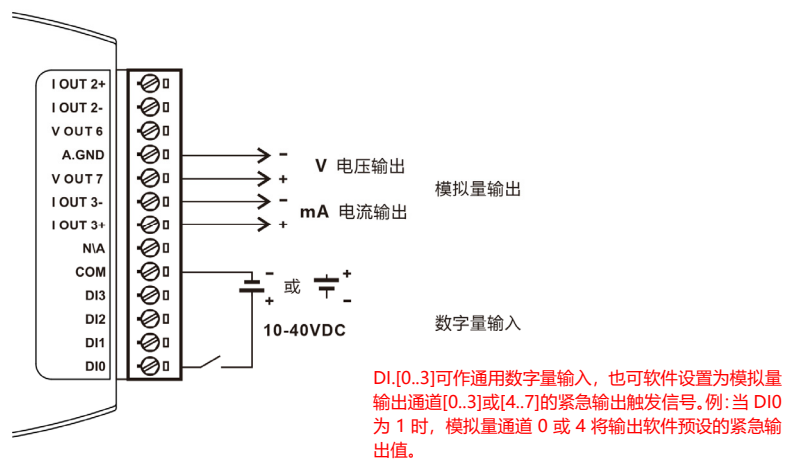 I OUT 2+
I OUT 2-
V OUT 6
A.GND
V OUT 7
I OUT 3-
I OUT 3+
N\A
COM
DI3
DI2
DI1
DI0
-
V 电压输出
+
-
mA 电流输出
+
模拟量输出
- 或 +
+ -
10-40VDC
数字量输入
DI.[0..3]可作通用数字量输入，也可软件设置为模拟量
输出通道[0..3]或[4..7]的紧急输出触发信号。例：当 DI0
为 1 时，模拟量通道 0 或 4 将输出软件预设的紧急输
出值。